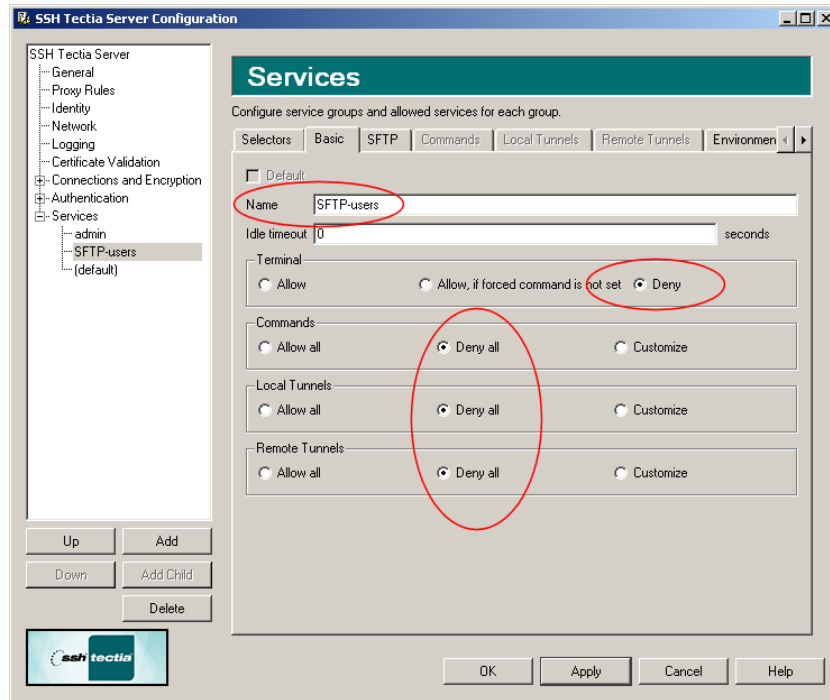 SSH Tectia Server Configuration
SSH Tectia Server
General
Proxy Rules
Identity
Network
Logging
Certificate Validation
Connections and Encryption
Authentication
Services
admin
SFTP-users
(default)
Up
Add
Down
Add Child
Delete
ssh tectia
Services
Configure service groups and allowed services for each group.
Selectors Basic SFTP Commands Local Tunnels Remote Tunnels Environmen
Default
Name SFTP-users
Idle timeout 0 seconds
Terminal
Allow Allow, if forced command is not set Deny
Commands
Allow all Deny all Customize
Local Tunnels
Allow all Deny all Customize
Remote Tunnels
Allow all Deny all Customize
OK Apply Cancel Help